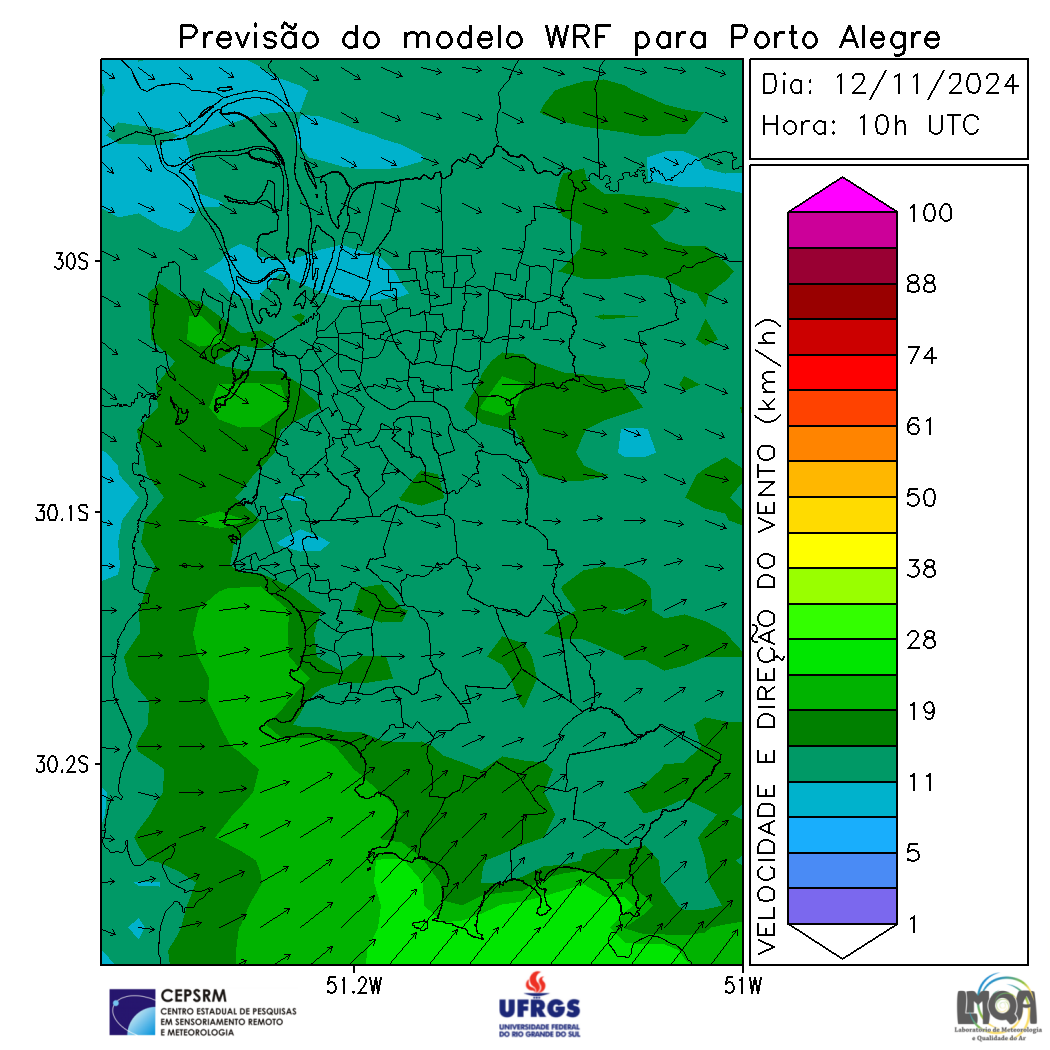 Previsão do modelo WRF para Porto Alegre
Dia: 12/11/2024
Hora: 10h UTC
30S
30.1S
30.2S
51.2W
51W
VELOCIDADE E DIREÇÃO DO VENTO (km/h)
100
88
74
61
50
38
28
19
11
5
1
CEPSRM
CENTRO ESTADUAL DE PESQUISAS
EM SENSORIAMENTO REMOTO
E METEOROLOGIA
UFRGS
UNIVERSIDADE FEDERAL
DO RIO GRANDE DO SUL
LMQA
Laboratório de Meteorologia
e Qualidade do Ar